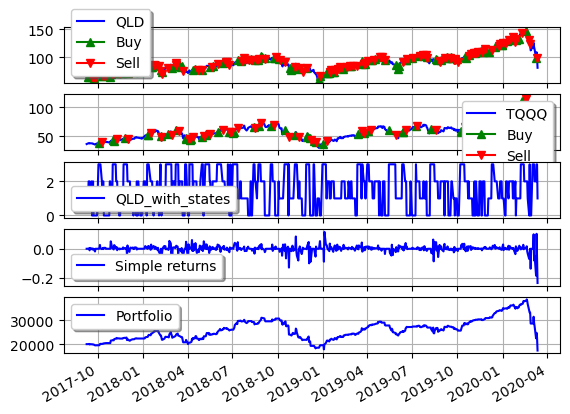 150
100
QLD
Buy
Sell
100
50
TQQQ
Buy
Sell
2
0
QLD_with_states
0.0
−0.2
Simple returns
30000
20000
Portfolio
2017-10 2018-01 2018-04 2018-07 2018-10 2019-01 2019-04 2019-07 2019-10 2020-01 2020-04